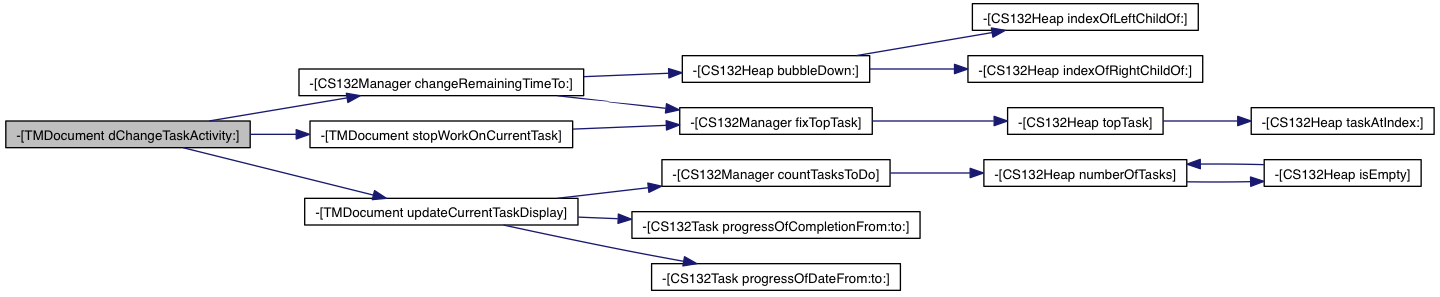 -[CS132Heap indexOfLeftChildOf:]
-[CS132Heap bubbleDown:]
-[CS132Heap indexOfRightChildOf:]
-[CS132Manager changeRemainingTimeTo:]
-[CS132Manager fixTopTask]
-[CS132Heap topTask]
-[CS132Heap taskAtIndex:]
-[TMDocument dChangeTaskActivity:]
-[TMDocument stopWorkOnCurrentTask]
-[CS132Manager countTasksToDo]
-[CS132Heap numberOfTasks]
-[CS132Heap isEmpty]
-[TMDocument updateCurrentTaskDisplay]
-[CS132Task progressOfCompletionFrom:to:]
-[CS132Task progressOfDateFrom:to:]